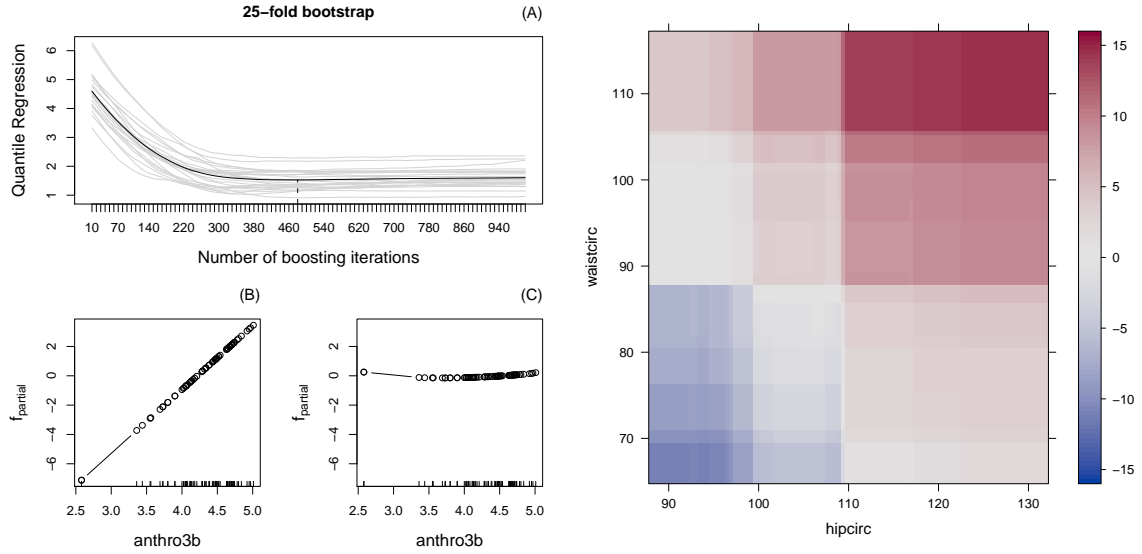 25−fold bootstrap
(A)
Quantile Regression
6
5
4
3
2
1
10 70 140 220 300 380 460 540 620 700 780 860 940
Number of boosting iterations
(B)
f partial
2
0
−2
−4
−6
2.5 3.0 3.5 4.0 4.5 5.0
anthro3b
(C)
f partial
2
0
−2
−4
−6
2.5 3.0 3.5 4.0 4.5 5.0
anthro3b
waistcirc
110
100
90
80
70
90 100 110 120 130
hipcirc
15
10
5
0
−5
−10
−15